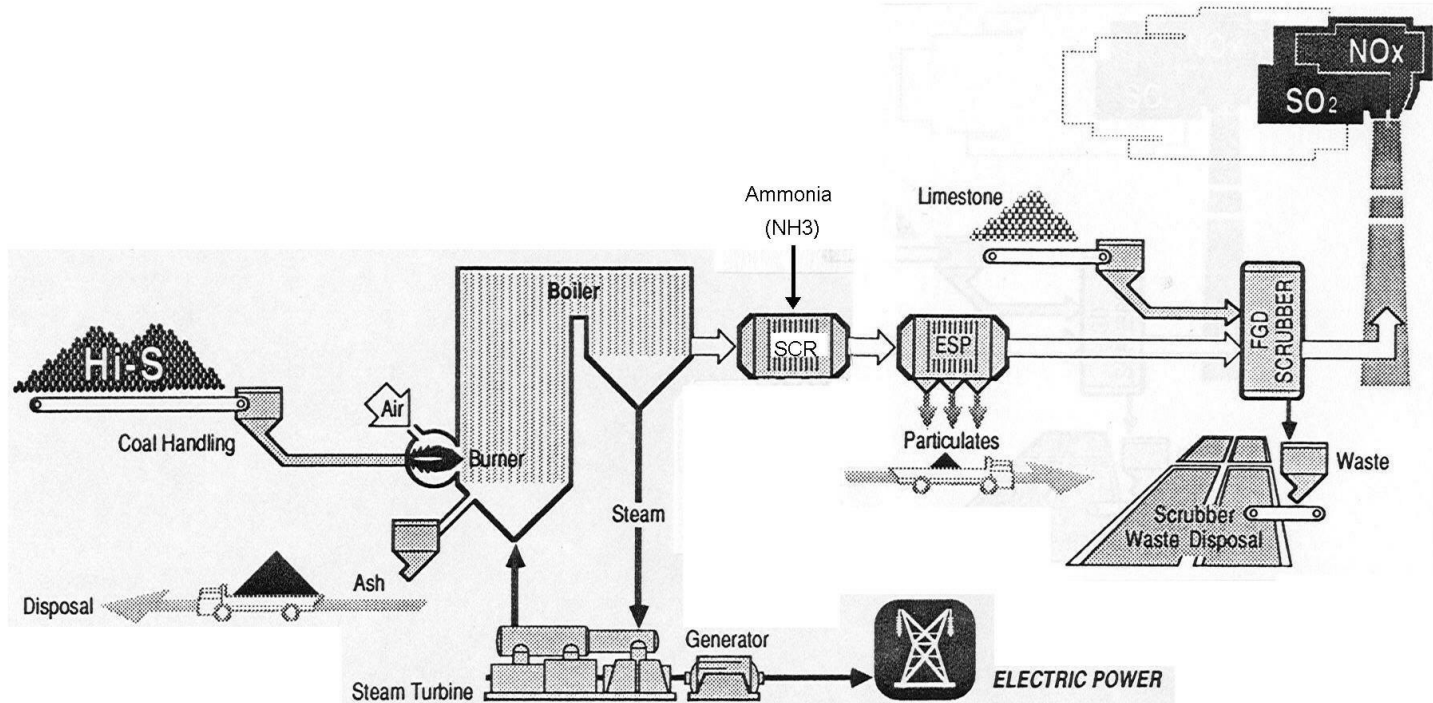 NOx
SO2
Ammonia
(NH3)
Limestone
Boiler
SCR
ESP
FGD
SCRUBBER
Hi-S
Air
Coal Handling
Burner
Particulates
Waste
Steam
Scrubber
Waste Disposal
Ash
Disposal
Generator
Steam Turbine
ELECTRIC POWER